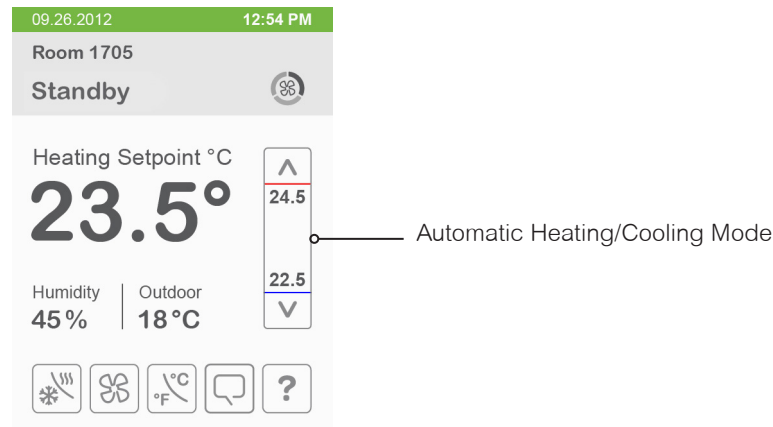 09.26.2012 12:54 PM
Room 1705
Standby
Heating Setpoint °C
23.5°
24.5
22.5
Automatic Heating/Cooling Mode
Humidity Outdoor
45% 18°C
°F °C ?